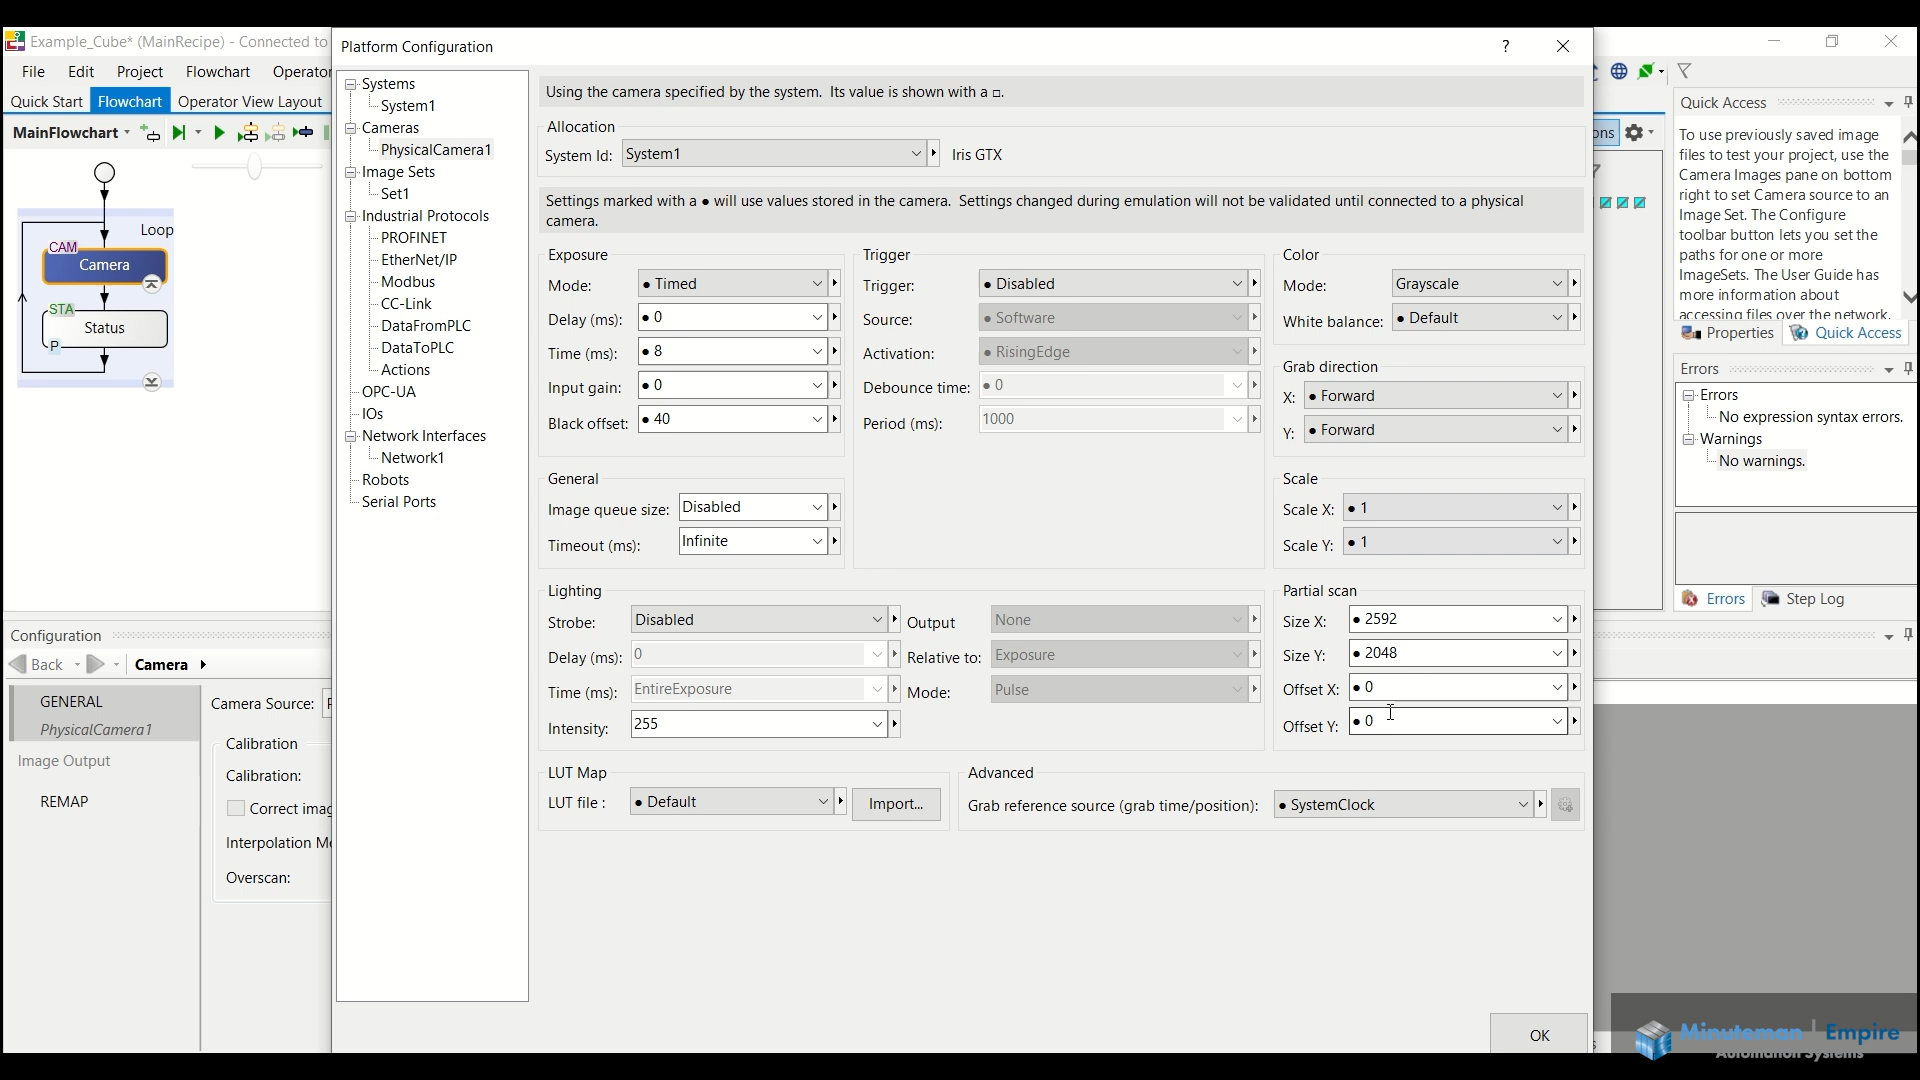 Example_Cube* (MainRecipe) - Connected to
File Edit Project Flowchart Operator
Quick Start Flowchart Operator View Layout
MainFlowchart
Loop
CAM
Camera
STA
Status
P
Configuration
Back Camera
GENERAL
PhysicalCamera1
Image Output
REMAP
Camera Source:
Calibration
Calibration:
Correct imag
Interpolation Mo
Overscan:
Platform Configuration
?
Systems
System1
Cameras
PhysicalCamera1
Image Sets
Set1
Industrial Protocols
PROFINET
EtherNet/IP
Modbus
CC-Link
DataFromPLC
DataToPLC
Actions
OPC-UA
IOs
Network Interfaces
Network1
Robots
Serial Ports
Using the camera specified by the system. Its value is shown with a □.
Allocation
System Id: System1 Iris GTX
Settings marked with a ● will use values stored in the camera. Settings changed during emulation will not be validated until connected to a physical
camera.
Exposure
Mode: ● Timed
Delay (ms): ● 0
Time (ms): ● 8
Input gain: ● 0
Black offset: ● 40
Trigger
Trigger: ● Disabled
Source: ● Software
Activation: ● RisingEdge
Debounce time: ● 0
Period (ms): 1000
Color
Mode: Grayscale
White balance: ● Default
Grab direction
X: ● Forward
Y: ● Forward
General
Image queue size: Disabled
Timeout (ms): Infinite
Scale
Scale X: ● 1
Scale Y: ● 1
Lighting
Strobe: Disabled Output None
Delay (ms): 0 Relative to: Exposure
Time (ms): EntireExposure Mode: Pulse
Intensity: 255
Partial scan
Size X: ● 2592
Size Y: ● 2048
Offset X: ● 0
Offset Y: ● 0
LUT Map
LUT file : ● Default Import...
Advanced
Grab reference source (grab time/position): ● SystemClock
OK
ons
Quick Access
To use previously saved image
files to test your project, use the
Camera Images pane on bottom
right to set Camera source to an
Image Set. The Configure
toolbar button lets you set the
paths for one or more
ImageSets. The User Guide has
more information about
accessing files over the network.
Properties Quick Access
Errors
Errors
No expression syntax errors.
Warnings
No warnings.
Errors Step Log
Minuteman | Empire
Automation Systems